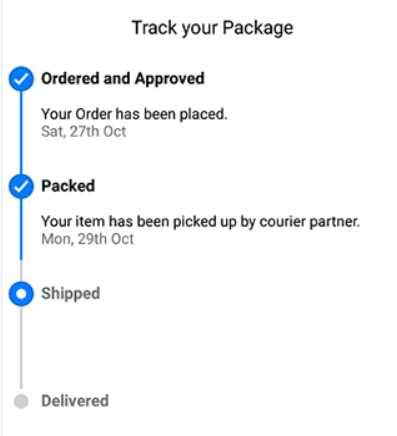 Track your Package
Ordered and Approved
Your Order has been placed.
Sat, 27th Oct
Packed
Your item has been picked up by courier partner.
Mon, 29th Oct
Shipped
Delivered